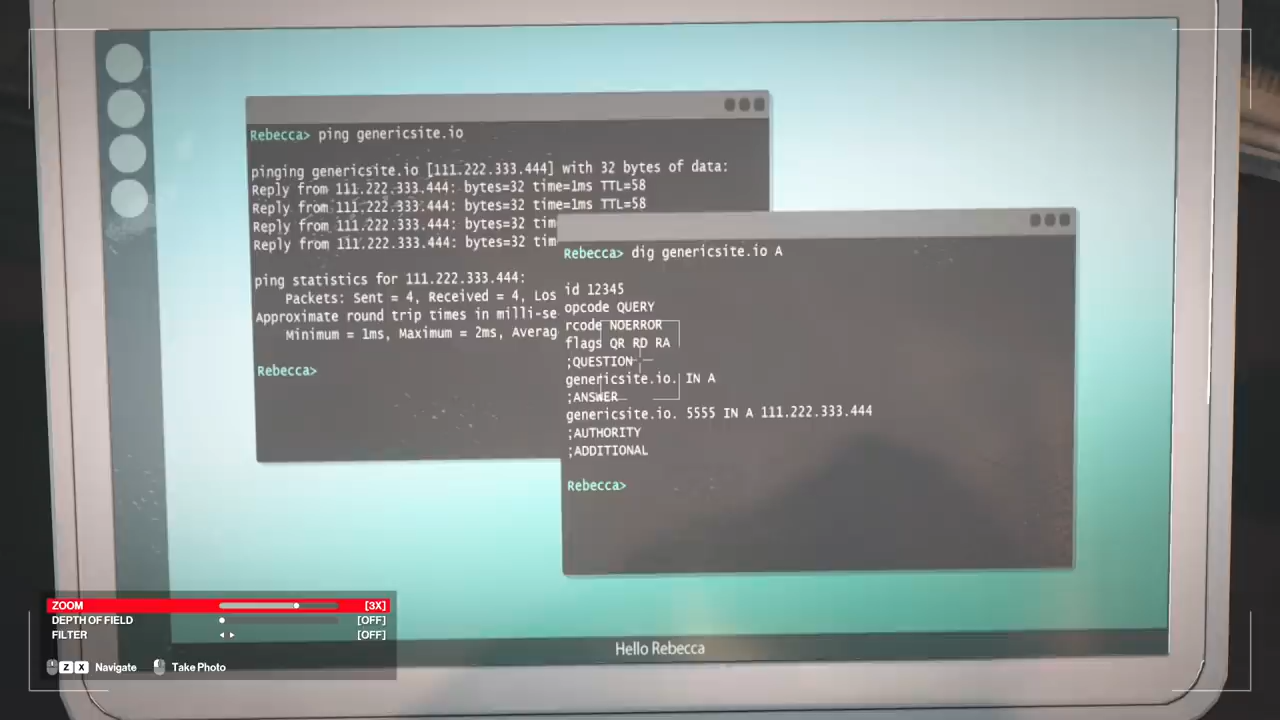 Rebecca> ping genericsite.io
pinging genericsite.io [111.222.333.444] with 32 bytes of data:
Reply from 111.222.333.444: bytes=32 time=1ms TTL=58
Reply from 111.222.333.444: bytes=32 time=1ms TTL=58
Reply from 111.222.333.444: bytes=32 tim
Reply from 111.222.333.444: bytes=32 tim
ping statistics for 111.222.333.444:
Packets: Sent = 4, Received = 4, Los
Approximate round trip times in milli-se
Minimum = 1ms, Maximum = 2ms, Averag
Rebecca>
Rebecca> dig genericsite.io A
id 12345
opcode QUERY
rcode NOERROR
flags QR RD RA
;QUESTION
genericsite.io. IN A
;ANSWER
genericsite.io. 5555 IN A 111.222.333.444
;AUTHORITY
;ADDITIONAL
Rebecca>
Hello Rebecca
ZOOM [3X]
DEPTH OF FIELD [OFF]
FILTER [OFF]
Z X Navigate Take Photo